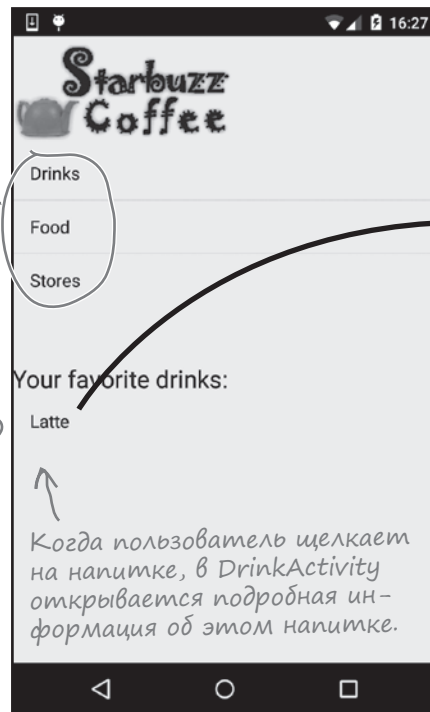 16:27
Starbuzz
Coffee
Drinks
Food
Stores
Your favorite drinks:
Latte
Когда пользователь щелкает
на напитке, в DrinkActivity
открывается подробная ин-
формация об этом напитке.